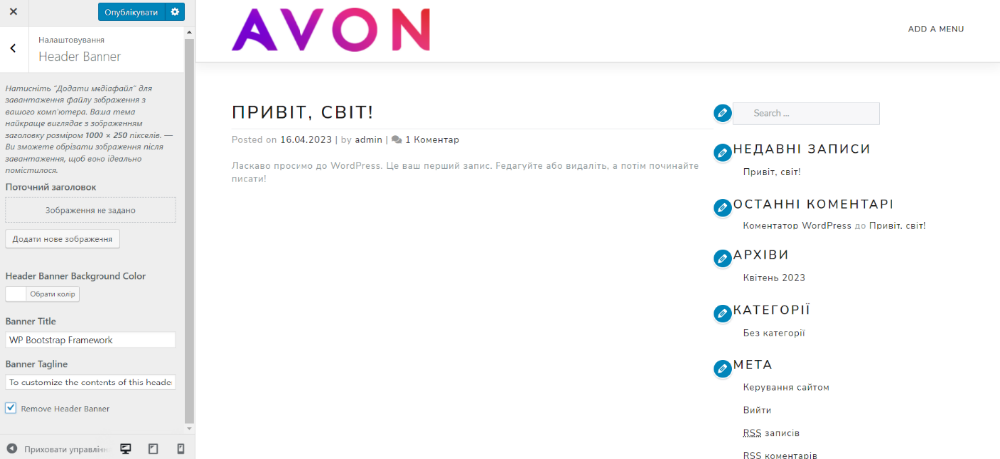 Опублікувати
Налаштовування
Header Banner
Натисніть "Додати медіафайл" для
завантаження файлу зображення з
вашого комп'ютера. Ваша тема
найкраще виглядає з зображенням
заголовку розміром 1000 × 250 пікселів. —
Ви зможете обрізати зображення після
завантаження, щоб воно ідеально
помістилося.
Поточний заголовок
Зображення не задано
Додати нове зображення
Header Banner Background Color
Обрати колір
Banner Title
WP Bootstrap Framework
Banner Tagline
To customize the contents of this heade
Remove Header Banner
Приховати управлінн
AVON
ADD A MENU
ПРИВІТ, СВІТ!
Posted on 16.04.2023 | by admin | 1 Коментар
Ласкаво просимо до WordPress. Це ваш перший запис. Редагуйте або видаліть, а потім починайте
писати!
Search ...
НЕДАВНІ ЗАПИСИ
Привіт, світ!
ОСТАННІ КОМЕНТАРІ
Коментатор WordPress до Привіт, світ!
АРХІВИ
Квітень 2023
КАТЕГОРІЇ
Без категорії
МЕТА
Керування сайтом
Вийти
RSS записів
RSS коментарів